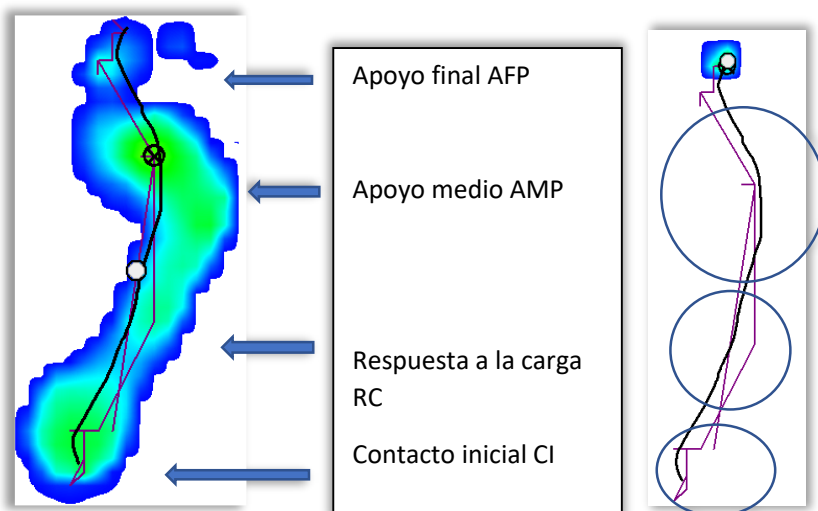 Apoyo final AFP
Apoyo medio AMP
Respuesta a la carga
RC
Contacto inicial CI